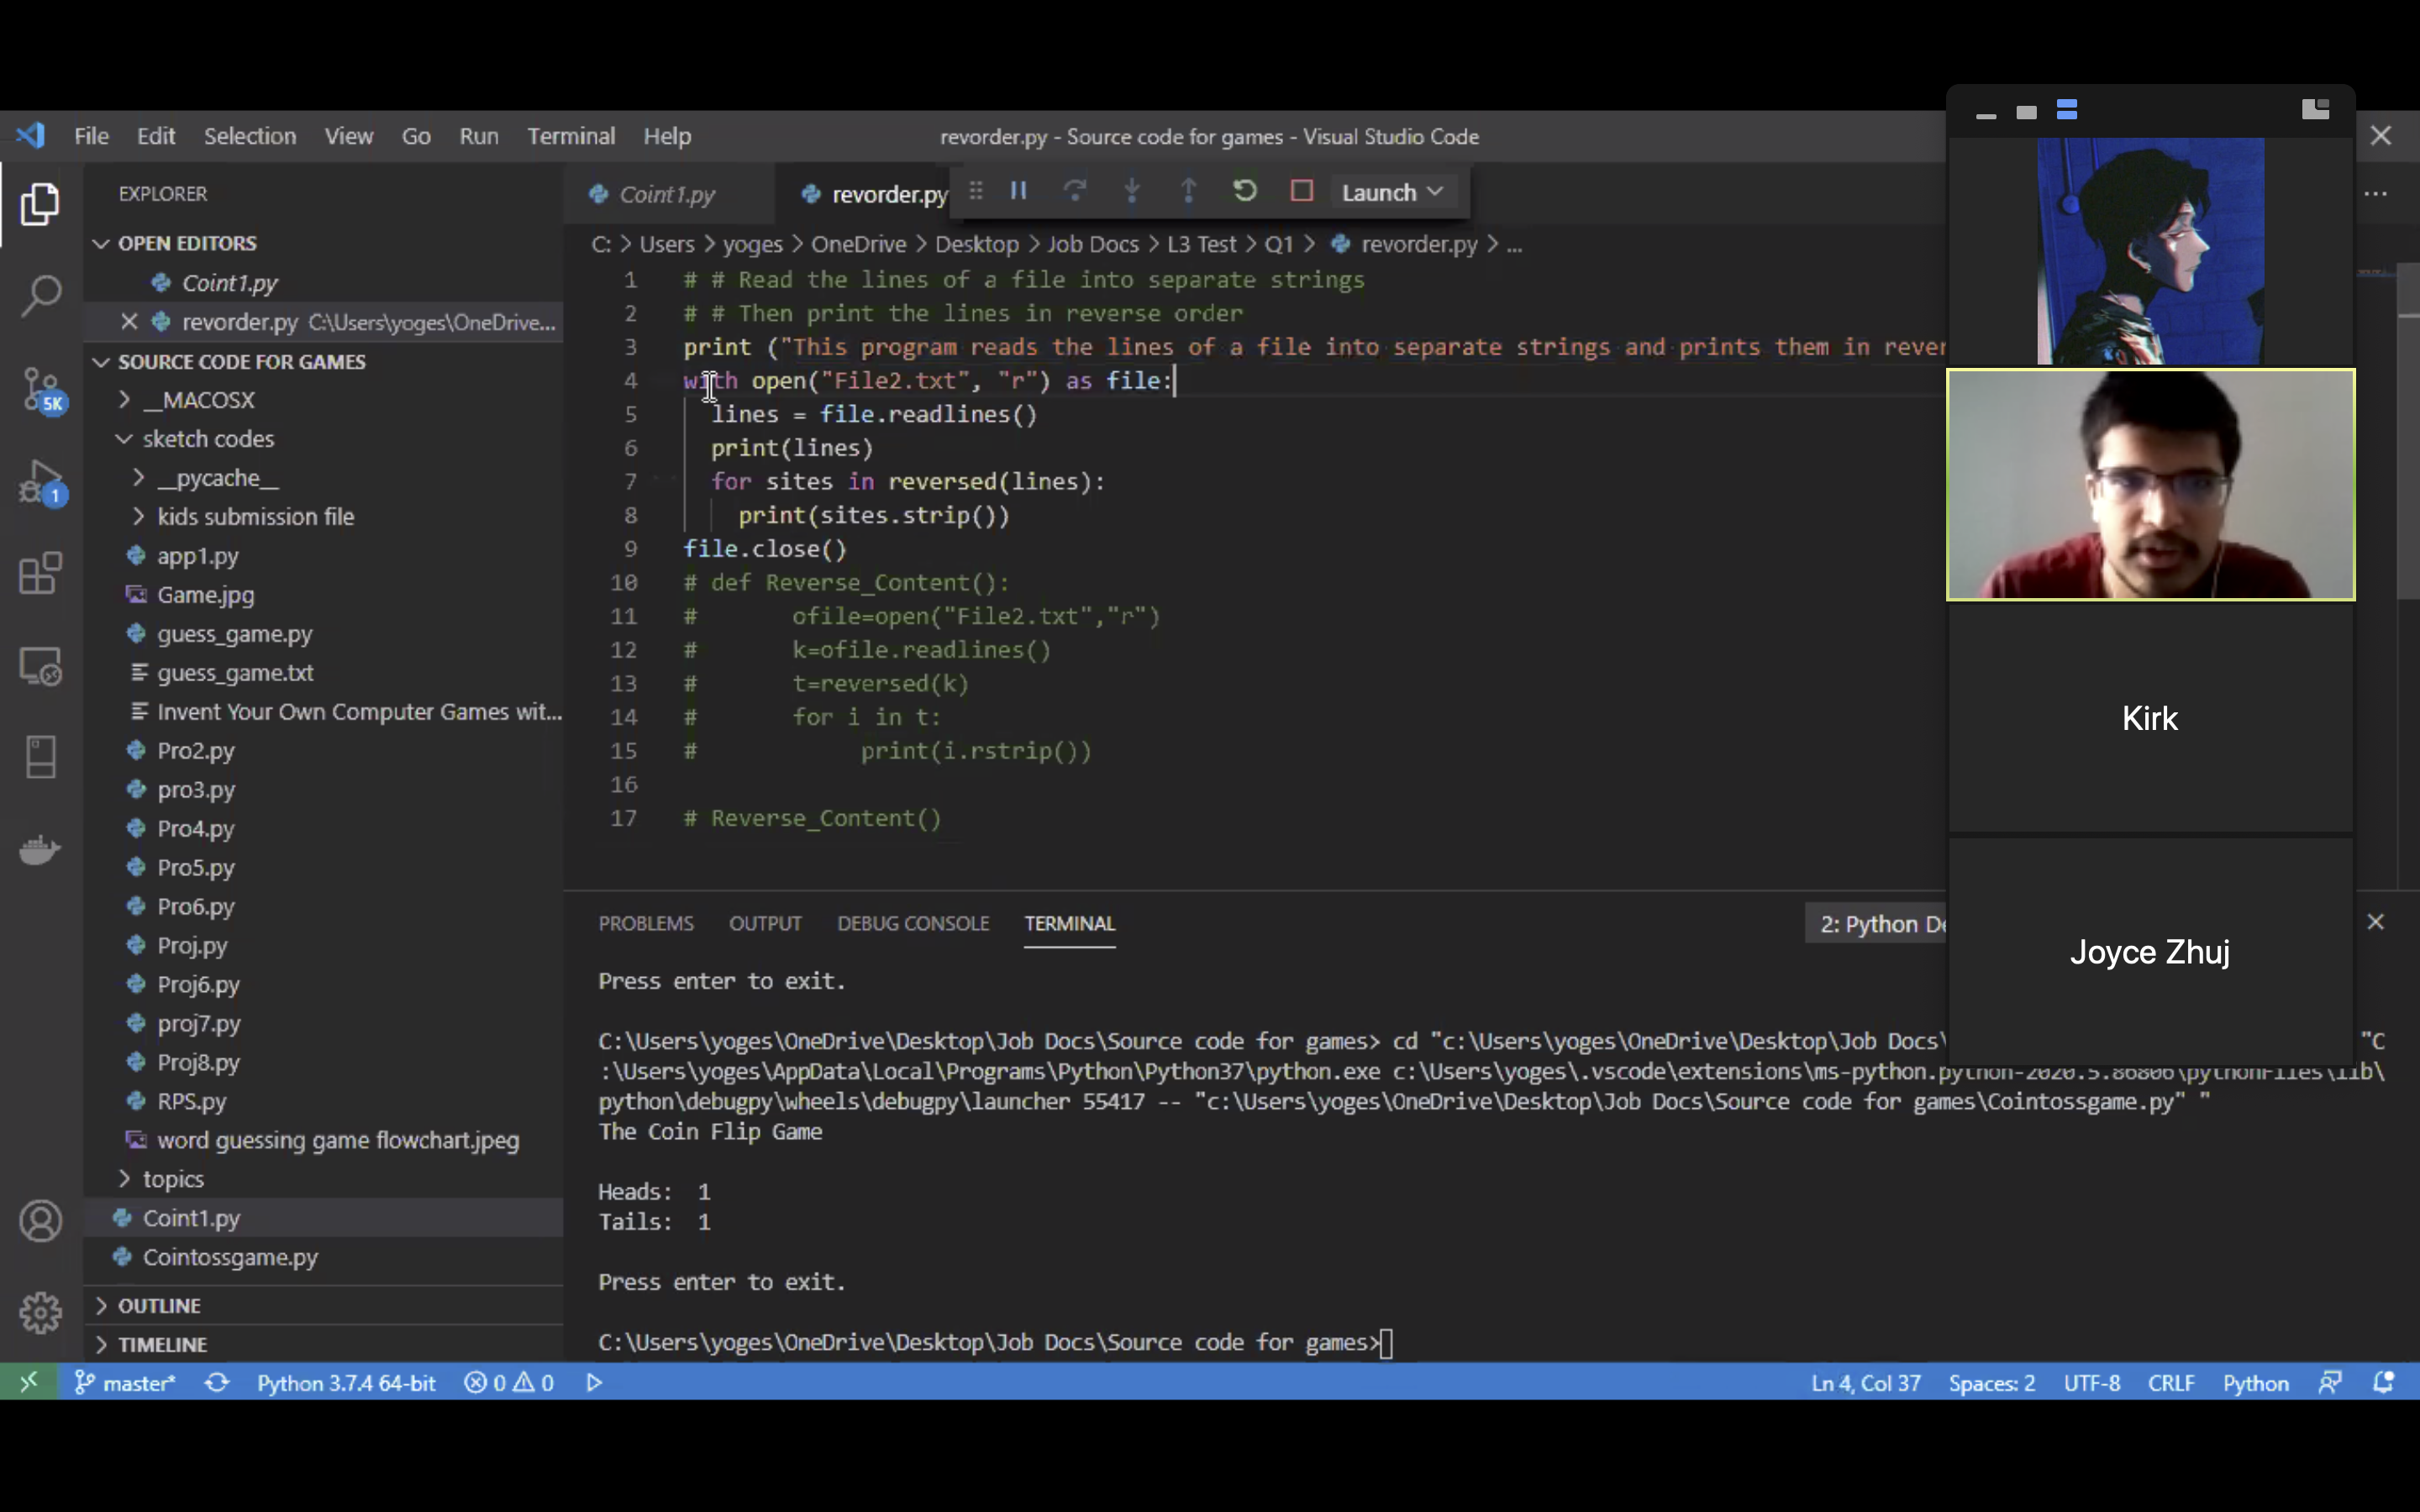 File Edit Selection View Go Run Terminal Help
revorder.py - Source code for games - Visual Studio Code
EXPLORER
OPEN EDITORS
Coint1.py
revorder.py C:\Users\yoges\OneDrive...
SOURCE CODE FOR GAMES
__MACOSX
sketch codes
__pycache__
kids submission file
app1.py
Game.jpg
guess_game.py
guess_game.txt
Invent Your Own Computer Games wit...
Pro2.py
pro3.py
Pro4.py
Pro5.py
Pro6.py
Proj.py
Proj6.py
proj7.py
Proj8.py
RPS.py
word guessing game flowchart.jpeg
topics
Coint1.py
Cointossgame.py
OUTLINE
TIMELINE
5K
1
Coint1.py
revorder.py
Launch
C: > Users > yoges > OneDrive > Desktop > Job Docs > L3 Test > Q1 > revorder.py > ...
1 # # Read the lines of a file into separate strings
2 # # Then print the lines in reverse order
3 print ("This program reads the lines of a file into separate strings and prints them in rever
4 with open("File2.txt", "r") as file:
5 lines = file.readlines()
6 print(lines)
7 for sites in reversed(lines):
8 print(sites.strip())
9 file.close()
10 # def Reverse_Content():
11 # ofile=open("File2.txt","r")
12 # k=ofile.readlines()
13 # t=reversed(k)
14 # for i in t:
15 # print(i.rstrip())
16
17 # Reverse_Content()
PROBLEMS OUTPUT DEBUG CONSOLE TERMINAL
2: Python De
Press enter to exit.
C:\Users\yoges\OneDrive\Desktop\Job Docs\Source code for games> cd "c:\Users\yoges\OneDrive\Desktop\Job Docs\ "C
:\Users\yoges\AppData\Local\Programs\Python\Python37\python.exe c:\Users\yoges\.vscode\extensions\ms-python.python-2020.5.86806\pythonFiles\lib\
python\debugpy\wheels\debugpy\launcher 55417 -- "c:\Users\yoges\OneDrive\Desktop\Job Docs\Source code for games\Cointossgame.py" "
The Coin Flip Game
Heads: 1
Tails: 1
Press enter to exit.
C:\Users\yoges\OneDrive\Desktop\Job Docs\Source code for games>
Kirk
Joyce Zhuj
master* Python 3.7.4 64-bit 0 0
Ln 4, Col 37 Spaces: 2 UTF-8 CRLF Python